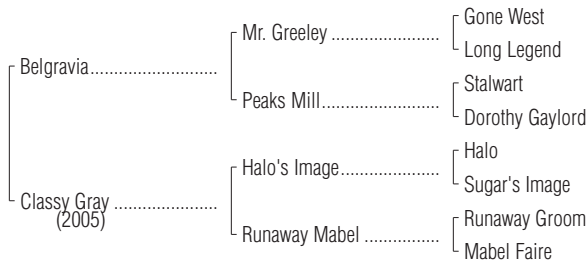 Gone West
Mr. Greeley ....................
Long Legend
Belgravia.......................
Stalwart
Peaks Mill......................
Dorothy Gaylord
Halo
Halo's Image..................
Sugar's Image
Classy Gray ....................
(2005)
Runaway Groom
Runaway Mabel ..............
Mabel Faire